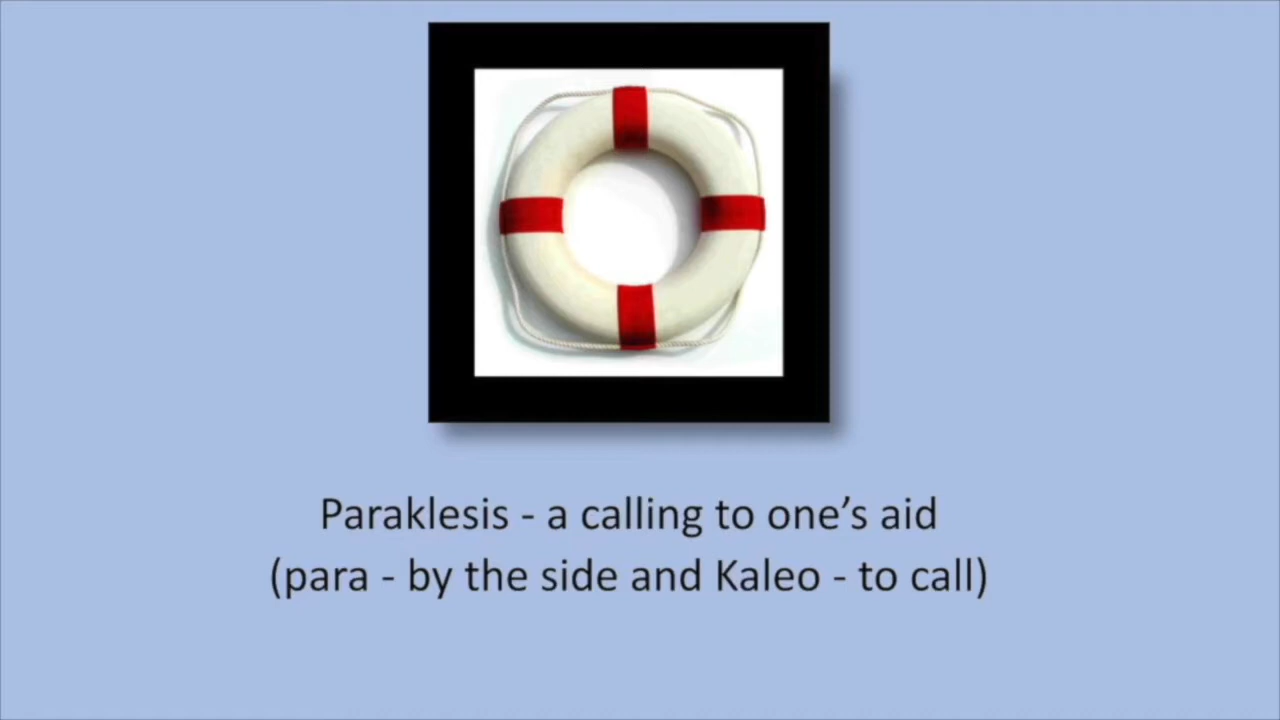 Paraklesis - a calling to one’s aid
(para - by the side and Kaleo - to call)